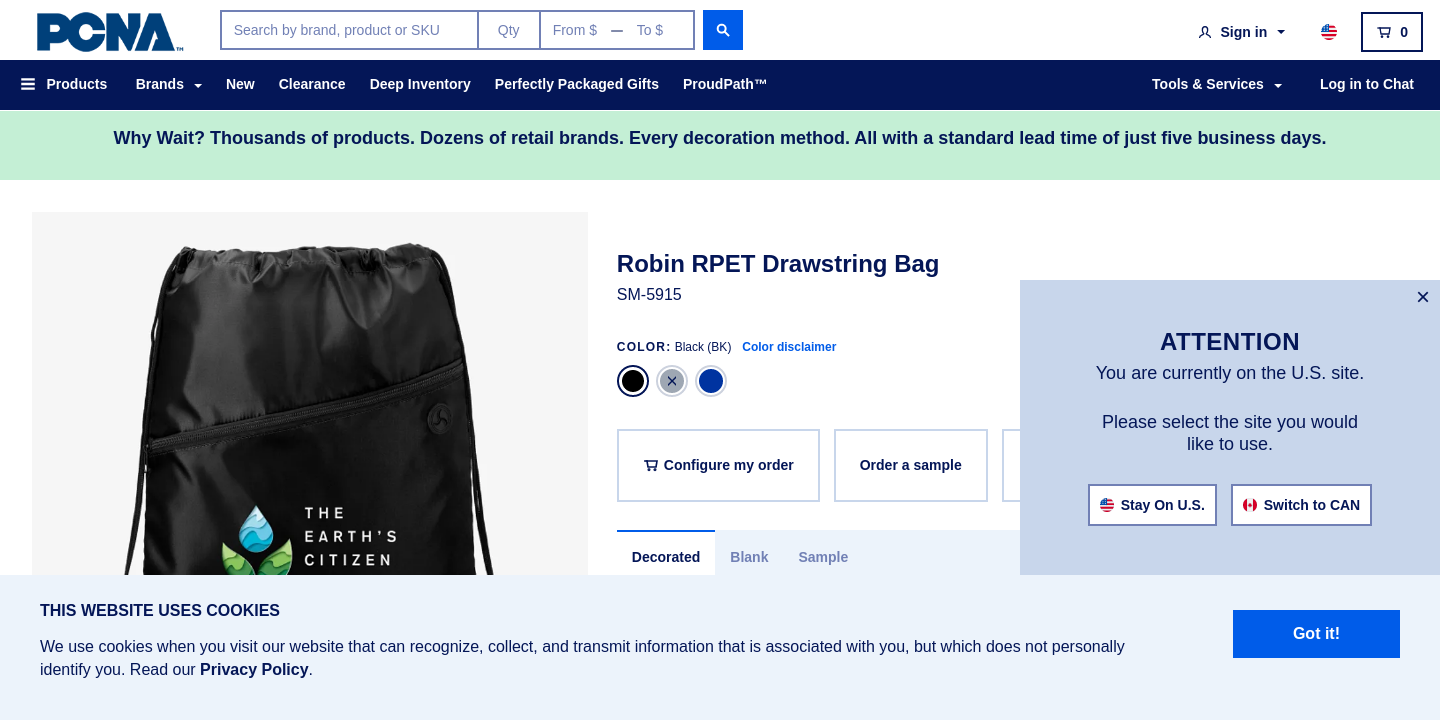 PCNA™
Search by brand, product or SKU
Qty
From $ — To $
Sign in
0
Products
Brands
New
Clearance
Deep Inventory
Perfectly Packaged Gifts
ProudPath™
Tools & Services
Log in to Chat
Why Wait? Thousands of products. Dozens of retail brands. Every decoration method. All with a standard lead time of just five business days.
THE
EARTH'S
CITIZEN
Robin RPET Drawstring Bag
SM-5915
COLOR: Black (BK) Color disclaimer
Configure my order
Order a sample
Decorated
Blank
Sample
ATTENTION
You are currently on the U.S. site.
Please select the site you would
like to use.
Stay On U.S.
Switch to CAN
THIS WEBSITE USES COOKIES
We use cookies when you visit our website that can recognize, collect, and transmit information that is associated with you, but which does not personally
identify you. Read our Privacy Policy.
Got it!